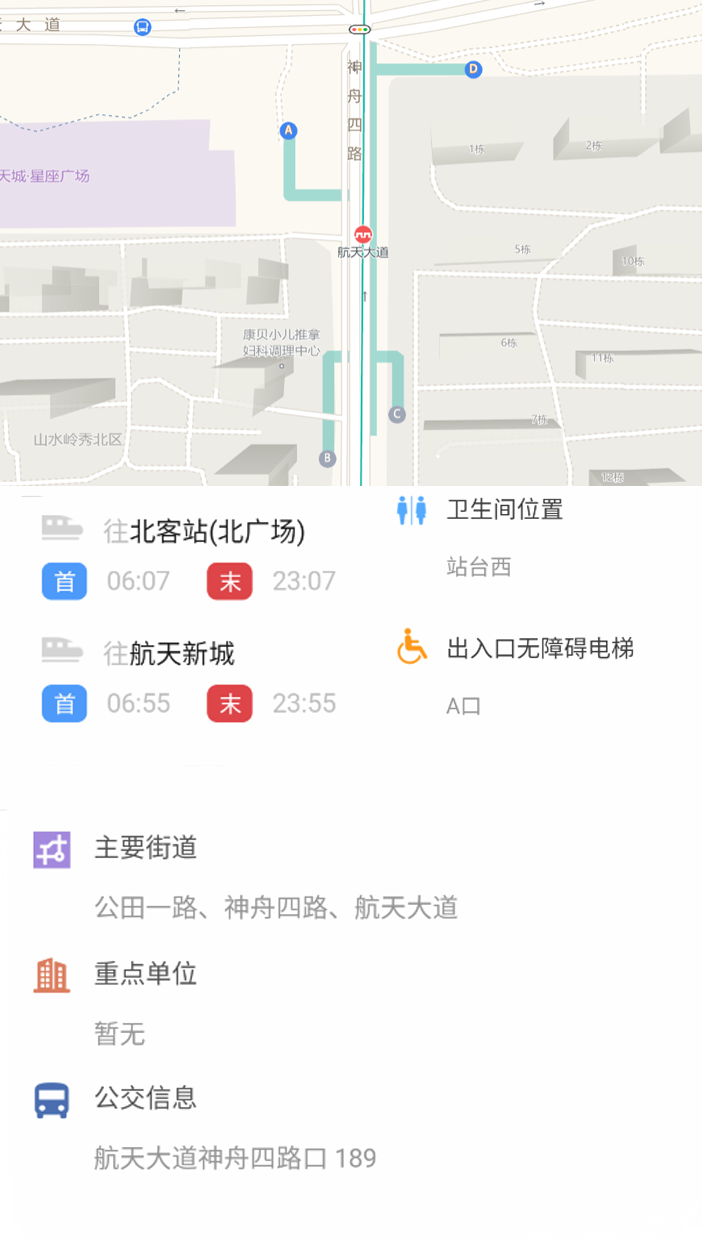 大道
D
神舟四路
A
1栋
2栋
天城·星座广场
航天大道
5栋
10栋
康贝小儿推拿
妇科调理中心
6栋
11栋
C
7栋
山水岭秀北区
B
12栋
往北客站(北广场)
首 06:07 末 23:07
往航天新城
首 06:55 末 23:55
卫生间位置
站台西
出入口无障碍电梯
A口
主要街道
公田一路、神舟四路、航天大道
重点单位
暂无
公交信息
航天大道神舟四路口 189